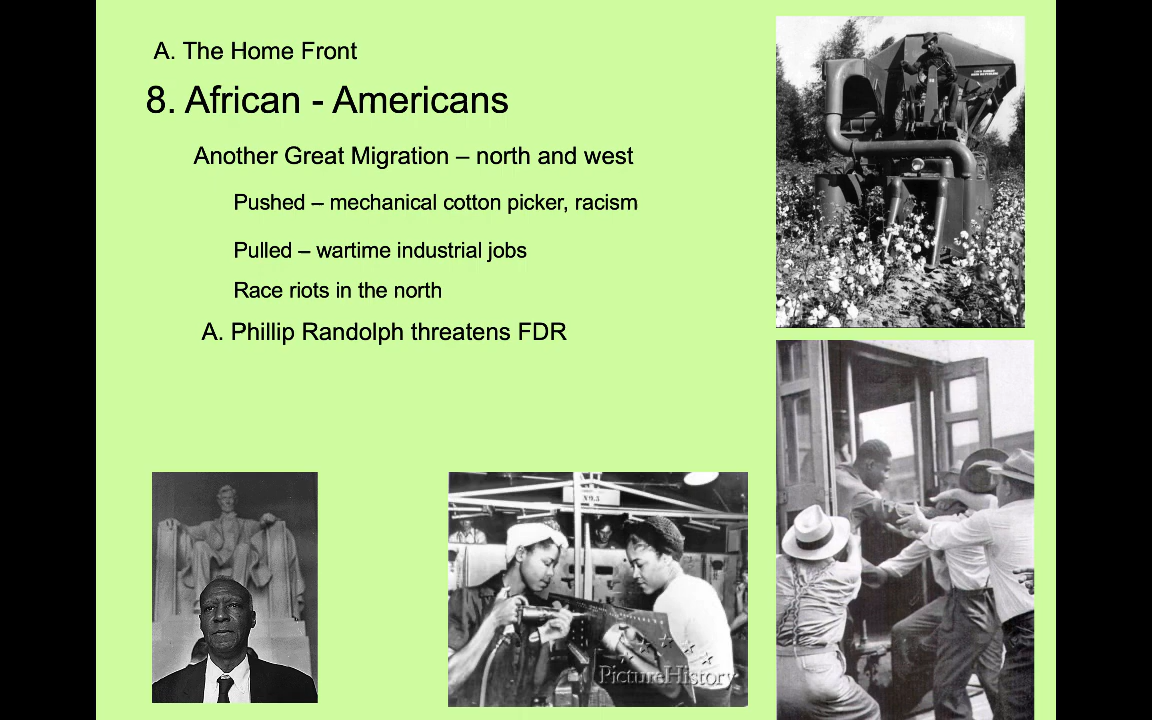 A. The Home Front
8. African - Americans
Another Great Migration – north and west
Pushed – mechanical cotton picker, racism
Pulled – wartime industrial jobs
Race riots in the north
A. Phillip Randolph threatens FDR
PictureHistory